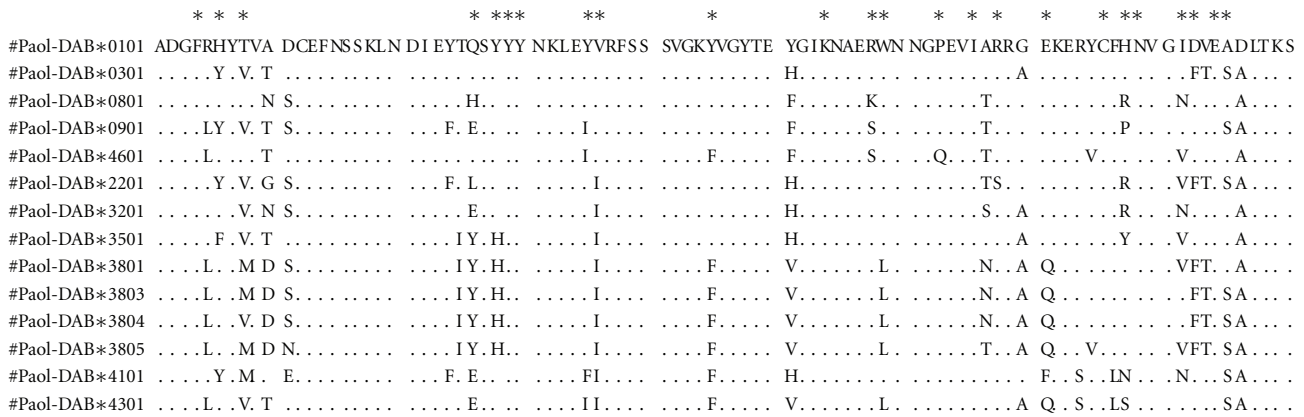 * * * * * * * * * * * * * * * * * * * * * * * * *
#Paol-DAB*0101 ADGFRHYTVA DCEFNSSKLN DIEYTQSYYY NKLEYVRFSS SVGKYVGYTE YGIKNAERWN NGPEVIARRG EKERYCFHNV GIDVEADLTKS
#Paol-DAB*0301 .....Y.V.T .......... .......... .......... .......... H......... .........A .......... ..FT.SA....
#Paol-DAB*0801 .........N S......... .....H.... .......... .......... F......K.. ......T... .......R.. .N....A....
#Paol-DAB*0901 ....LY.V.T S......... ...F.E.... ....I..... .......... F......S.. ......T... .......P.. .....SA....
#Paol-DAB*4601 ....L....T .......... .......... ....I..... ....F..... F......S.. ..Q...T... ....V..... .V....A....
#Paol-DAB*2201 .....Y.V.G S......... ...F.L.... .....I.... .......... H......... ......TS.. .......R.. .VFT.SA....
#Paol-DAB*3201 .......V.N S......... .....E.... .....I.... .......... H......... ......S..A .......R.. .N....A....
#Paol-DAB*3501 .....F.V.T .......... ....IY.H.. .....I.... .......... H......... .........A .......Y.. .V....A....
#Paol-DAB*3801 ....L..M.D S......... ....IY.H.. .....I.... ....F..... V.......L. ......N..A Q......... .VFT..A....
#Paol-DAB*3803 ....L..M.D S......... ....IY.H.. .....I.... ....F..... V.......L. ......N..A Q......... ..FT.SA....
#Paol-DAB*3804 ....L..V.D S......... ....IY.H.. .....I.... ....F..... V.......L. ......N..A Q......... ..FT.SA....
#Paol-DAB*3805 ....L..M.D N......... ....IY.H.. .....I.... ....F..... V.......L. ......T..A Q...V..... .VFT.SA....
#Paol-DAB*4101 .....Y.M.. E......... ...F.E.... ....FI.... ....F..... H......... .......... F..S..LN.. .N...SA....
#Paol-DAB*4301 ....L..V.T .......... .....E.... ....II.... ....F..... V.......L. .........A Q..S..LS.. .....SA....